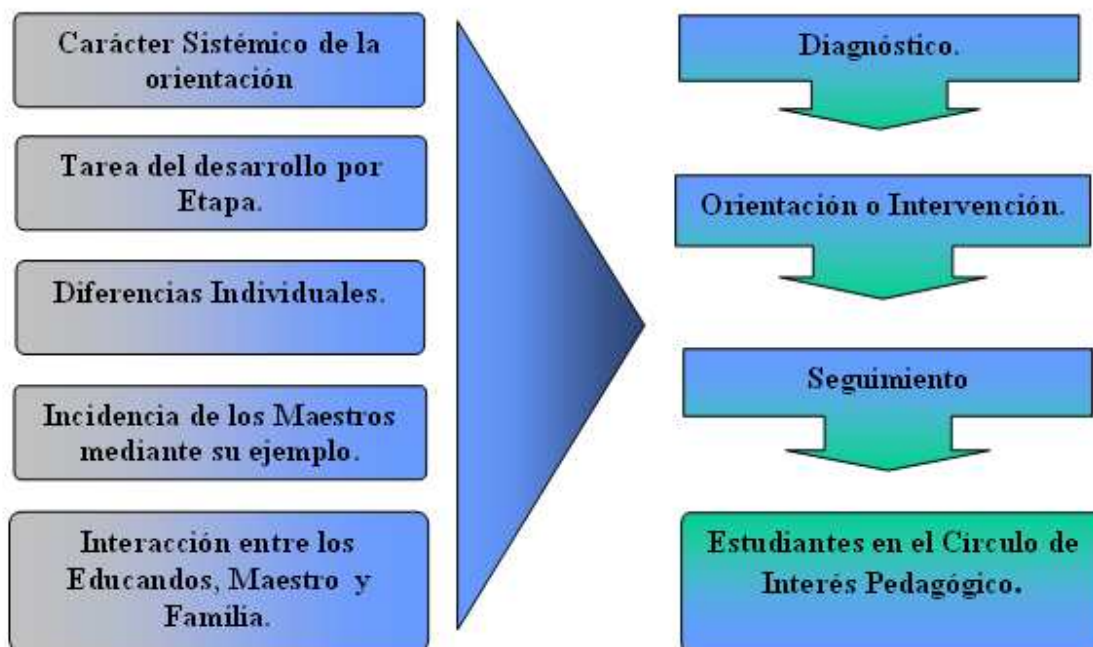 Carácter Sistémico de la
orientación
Tarea del desarrollo por
Etapa.
Diferencias Individuales.
Incidencia de los Maestros
mediante su ejemplo.
Interacción entre los
Educandos, Maestro y
Familia.
Diagnóstico.
Orientación o Intervención.
Seguimiento
Estudiantes en el Círculo de
Interés Pedagógico.